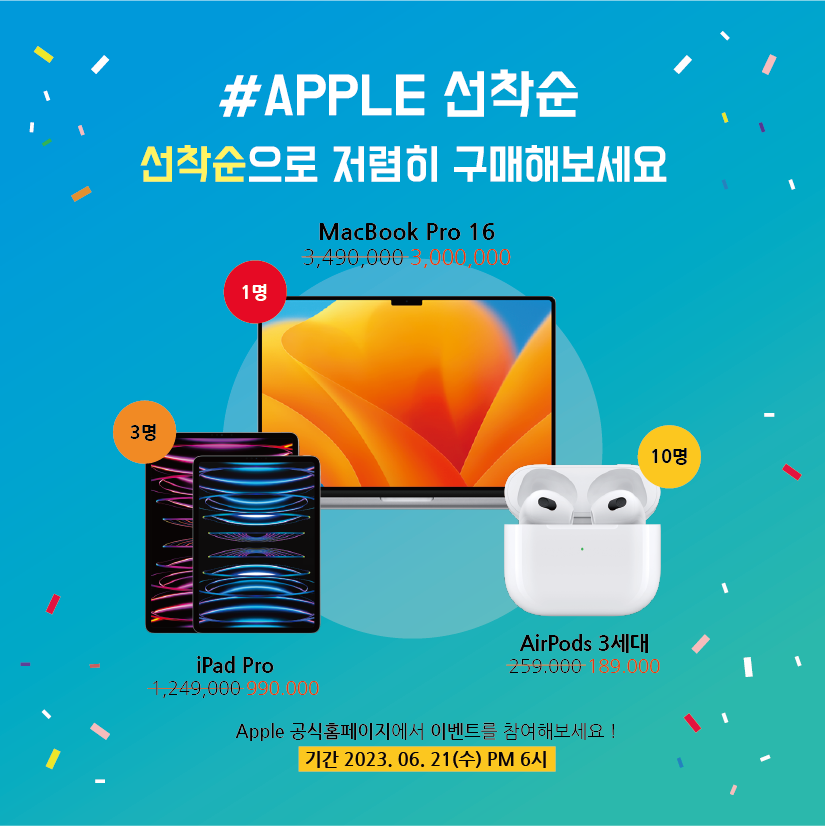 #APPLE 선착순
선착순으로 저렴히 구매해보세요
MacBook Pro 16
3,490,000 3,000,000
1명
3명
10명
AirPods 3세대
259.000 189.000
iPad Pro
1,249,000 990.000
Apple 공식홈페이지에서 이벤트를 참여해보세요 !
기간 2023. 06. 21(수) PM 6시